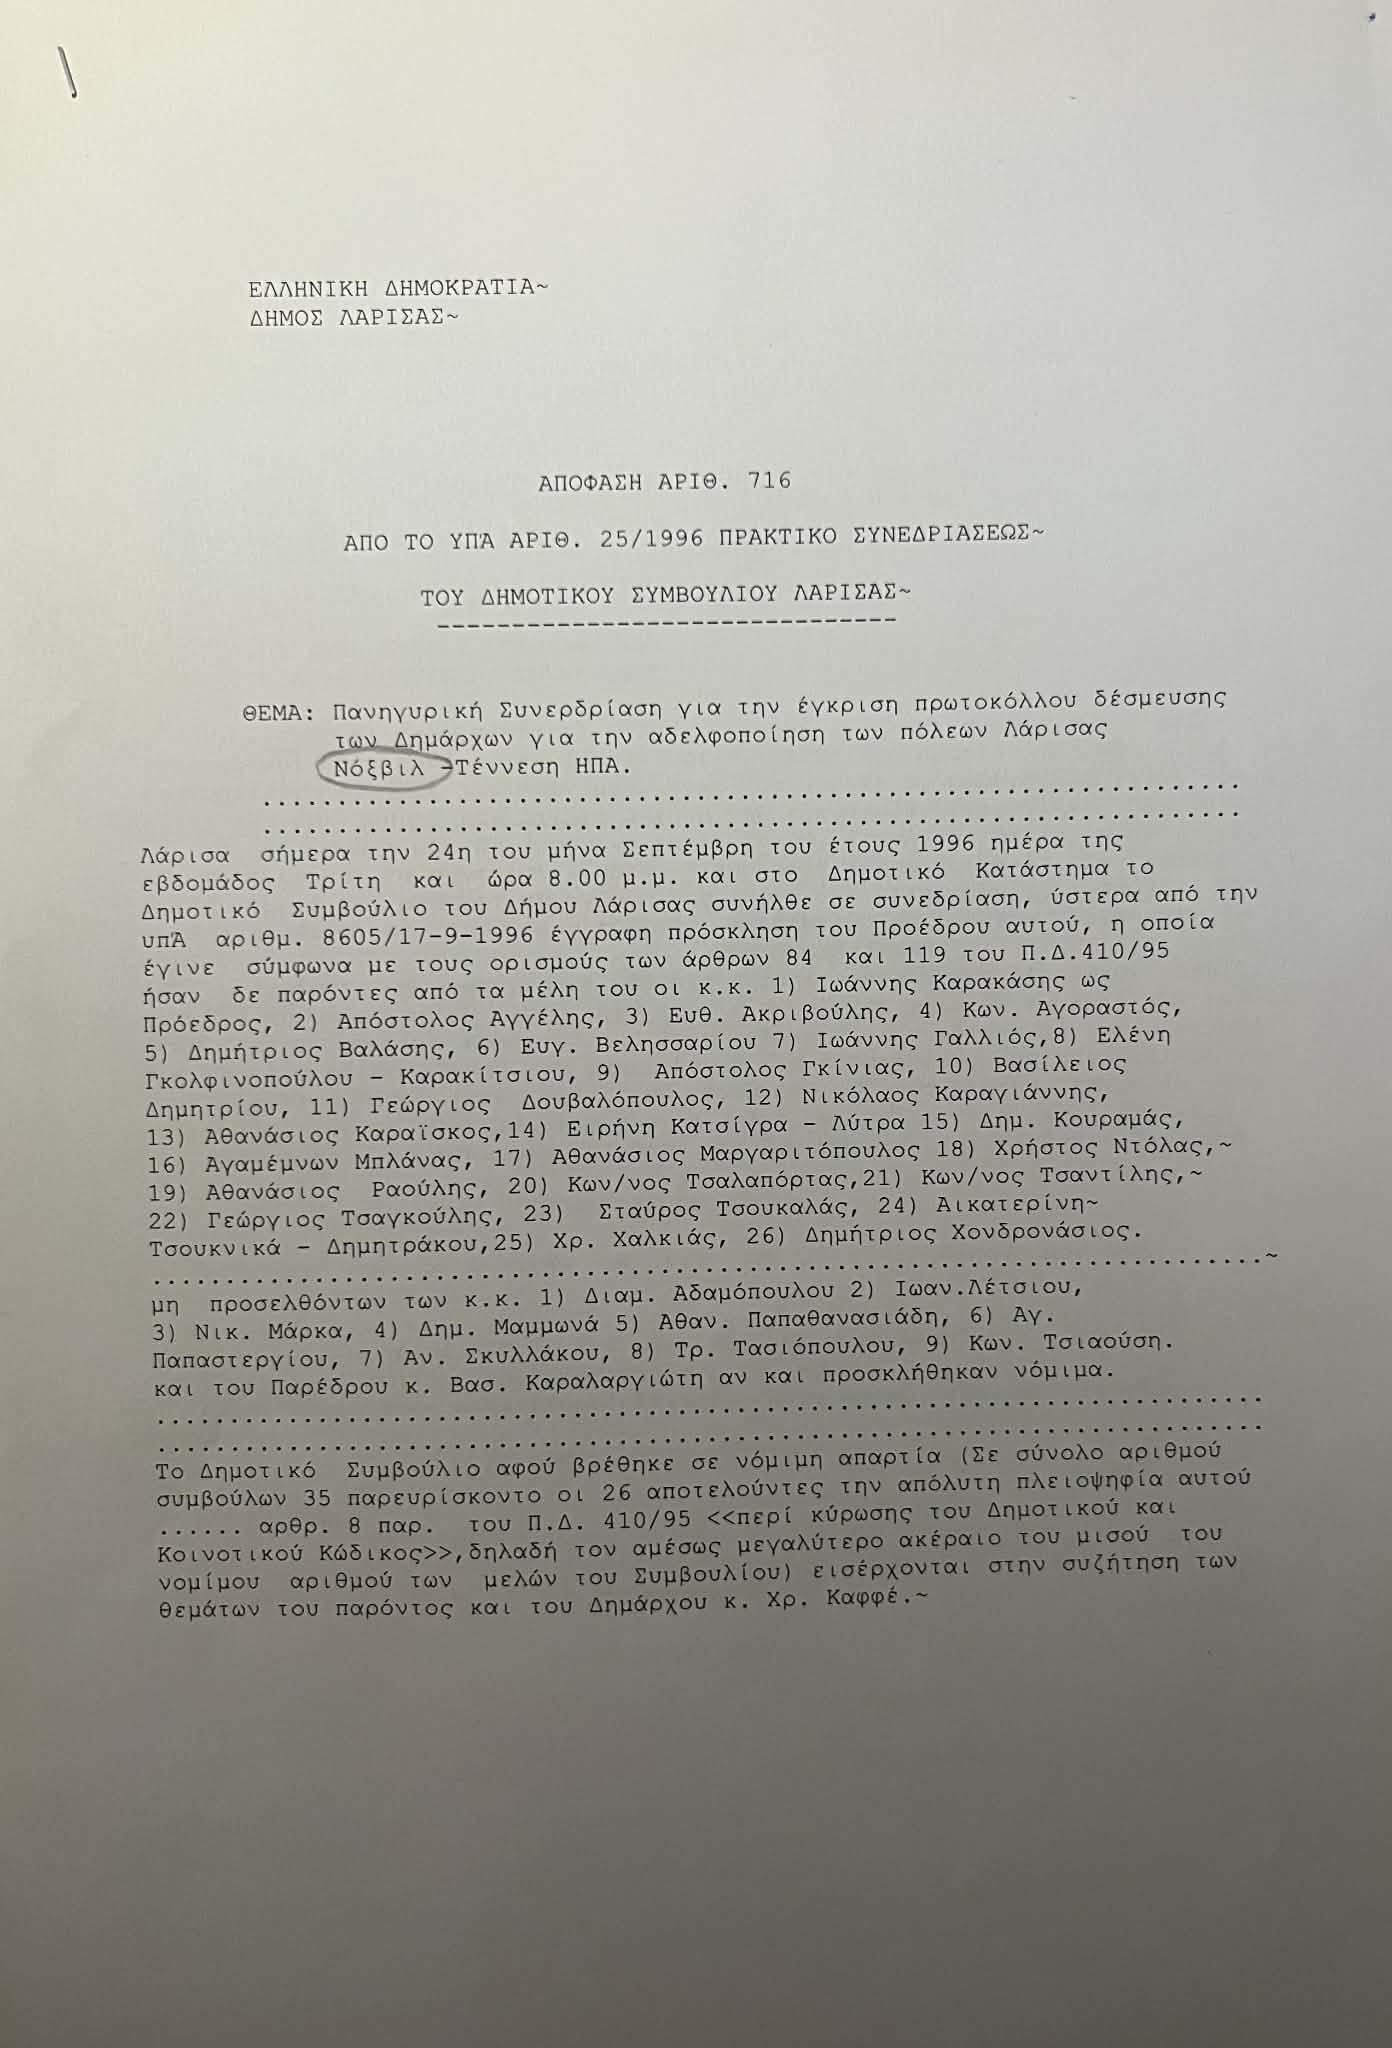 ΕΛΛΗΝΙΚΗ ΔΗΜΟΚΡΑΤΙΑ~
ΔΗΜΟΣ ΛΑΡΙΣΑΣ~
ΑΠΟΦΑΣΗ ΑΡΙΘ. 716
ΑΠΟ ΤΟ ΥΠΆ ΑΡΙΘ. 25/1996 ΠΡΑΚΤΙΚΟ ΣΥΝΕΔΡΙΑΣΕΩΣ~
ΤΟΥ ΔΗΜΟΤΙΚΟΥ ΣΥΜΒΟΥΛΙΟΥ ΛΑΡΙΣΑΣ~
-------------------------------
ΘΕΜΑ: Πανηγυρική Συνερδρίαση για την έγκριση πρωτοκόλλου δέσμευσης
των Δημάρχων για την αδελφοποίηση των πόλεων Λάρισας
Νόξβιλ -Τέννεση ΗΠΑ.
..................................................................
..................................................................
Λάρισα σήμερα την 24η του μήνα Σεπτέμβρη του έτους 1996 ημέρα της
εβδομάδος Τρίτη και ώρα 8.00 μ.μ. και στο Δημοτικό Κατάστημα το
Δημοτικό Συμβούλιο του Δήμου Λάρισας συνήλθε σε συνεδρίαση, ύστερα από την
υπΆ αριθμ. 8605/17-9-1996 έγγραφη πρόσκληση του Προέδρου αυτού, η οποία
έγινε σύμφωνα με τους ορισμούς των άρθρων 84 και 119 του Π.Δ.410/95
ήσαν δε παρόντες από τα μέλη του οι κ.κ. 1) Ιωάννης Καρακάσης ως
Πρόεδρος, 2) Απόστολος Αγγέλης, 3) Ευθ. Ακριβούλης, 4) Κων. Αγοραστός,
5) Δημήτριος Βαλάσης, 6) Ευγ. Βελησσαρίου 7) Ιωάννης Γαλλιός,8) Ελένη
Γκολφινοπούλου - Καρακίτσιου, 9) Απόστολος Γκίνιας, 10) Βασίλειος
Δημητρίου, 11) Γεώργιος Δουβαλόπουλος, 12) Νικόλαος Καραγιάννης,
13) Αθανάσιος Καραϊσκος,14) Ειρήνη Κατσίγρα - Λύτρα 15) Δημ. Κουραμάς,
16) Αγαμέμνων Μπλάνας, 17) Αθανάσιος Μαργαριτόπουλος 18) Χρήστος Ντόλας,~
19) Αθανάσιος Ραούλης, 20) Κων/νος Τσαλαπόρτας,21) Κων/νος Τσαντίλης,~
22) Γεώργιος Τσαγκούλης, 23) Σταύρος Τσουκαλάς, 24) Αικατερίνη~
Τσουκνικά - Δημητράκου,25) Χρ. Χαλκιάς, 26) Δημήτριος Χονδρονάσιος.
...........................................................................~
μη προσελθόντων των κ.κ. 1) Διαμ. Αδαμόπουλου 2) Ιωαν.Λέτσιου,
3) Νικ. Μάρκα, 4) Δημ. Μαμμωνά 5) Αθαν. Παπαθανασιάδη, 6) Αγ.
Παπαστεργίου, 7) Αν. Σκυλλάκου, 8) Τρ. Τασιόπουλου, 9) Κων. Τσιαούση.
και του Παρέδρου κ. Βασ. Καραλαργιώτη αν και προσκλήθηκαν νόμιμα.
..........................................................................
..........................................................................
Το Δημοτικό Συμβούλιο αφού βρέθηκε σε νόμιμη απαρτία (Σε σύνολο αριθμού
συμβούλων 35 παρευρίσκοντο οι 26 αποτελούντες την απόλυτη πλειοψηφία αυτού
...... αρθρ. 8 παρ. του Π.Δ. 410/95 <<περί κύρωσης του Δημοτικού και
Κοινοτικού Κώδικος>>,δηλαδή τον αμέσως μεγαλύτερο ακέραιο του μισού του
νομίμου αριθμού των μελών του Συμβουλίου) εισέρχονται στην συζήτηση των
θεμάτων του παρόντος και του Δημάρχου κ. Χρ. Καφφέ.~